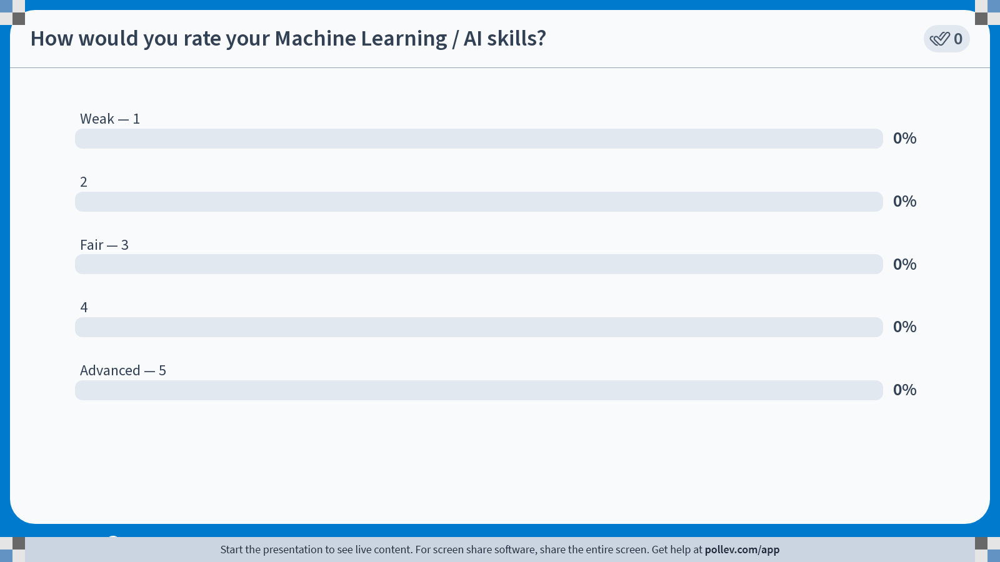 How would you rate your Machine Learning / AI skills?
0
Weak — 1
0%
2
0%
Fair — 3
0%
4
0%
Advanced — 5
0%
Start the presentation to see live content. For screen share software, share the entire screen. Get help at pollev.com/app